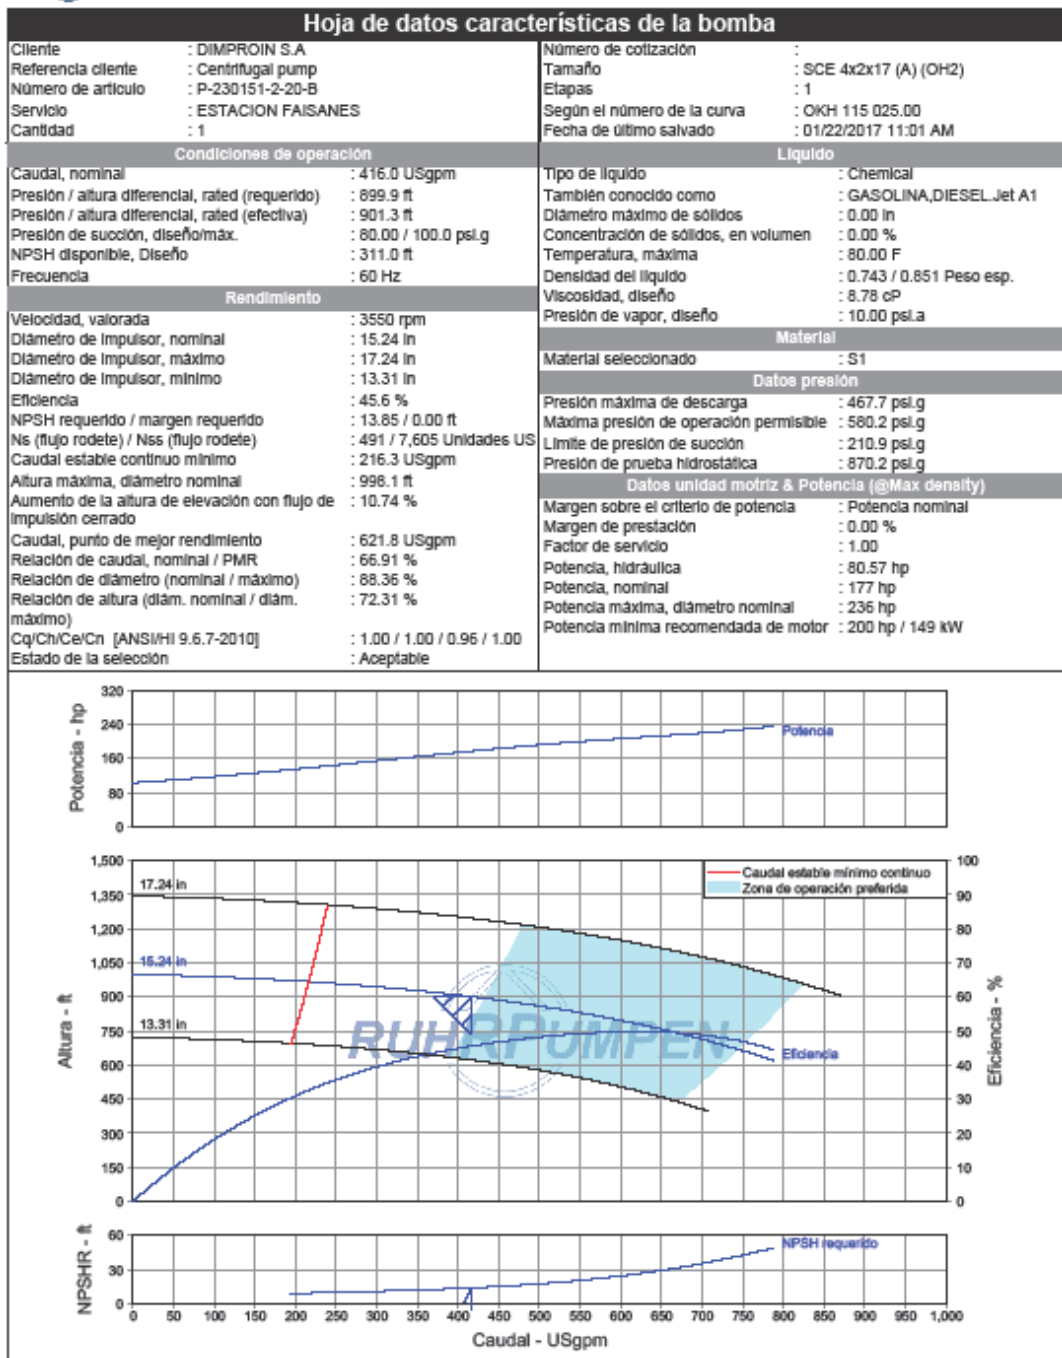 Hoja de datos características de la bomba
Cliente : DIMPROIN S.A
Referencia cliente : Centrifugal pump
Número de artículo : P-230151-2-20-B
Servicio : ESTACION FAISANES
Cantidad : 1
Número de cotización :
Tamaño : SCE 4x2x17 (A) (OH2)
Etapas : 1
Según el número de la curva : OKH 115 025.00
Fecha de último salvado : 01/22/2017 11:01 AM
Condiciones de operación
Caudal, nominal : 416.0 USgpm
Presión / altura diferencial, rated (requerido) : 899.9 ft
Presión / altura diferencial, rated (efectiva) : 901.3 ft
Presión de succión, diseño/máx. : 80.00 / 100.0 psi.g
NPSH disponible, Diseño : 311.0 ft
Frecuencia : 60 Hz
Rendimiento
Velocidad, valorada : 3550 rpm
Diámetro de impulsor, nominal : 15.24 in
Diámetro de impulsor, máximo : 17.24 in
Diámetro de impulsor, mínimo : 13.31 in
Eficiencia : 45.6 %
NPSH requerido / margen requerido : 13.85 / 0.00 ft
Ns (flujo rodete) / Nss (flujo rodete) : 491 / 7,605 Unidades US
Caudal estable continuo mínimo : 216.3 USgpm
Altura máxima, diámetro nominal : 998.1 ft
Aumento de la altura de elevación con flujo de : 10.74 %
impulsión cerrado
Caudal, punto de mejor rendimiento : 621.8 USgpm
Relación de caudal, nominal / PMR : 66.91 %
Relación de diámetro (nominal / máximo) : 88.36 %
Relación de altura (diám. nominal / diám. : 72.31 %
máximo)
Cq/Ch/Ce/Cn [ANSI/HI 9.6.7-2010] : 1.00 / 1.00 / 0.96 / 1.00
Estado de la selección : Aceptable
Líquido
Tipo de líquido : Chemical
También conocido como : GASOLINA,DIESEL.Jet A1
Diámetro máximo de sólidos : 0.00 in
Concentración de sólidos, en volumen : 0.00 %
Temperatura, máxima : 80.00 F
Densidad del líquido : 0.743 / 0.851 Peso esp.
Viscosidad, diseño : 8.78 cP
Presión de vapor, diseño : 10.00 psi.a
Material
Material seleccionado : S1
Datos presión
Presión máxima de descarga : 467.7 psi.g
Máxima presión de operación permisible : 580.2 psi.g
Límite de presión de succión : 210.9 psi.g
Presión de prueba hidrostática : 870.2 psi.g
Datos unidad motriz & Potencia (@Max density)
Margen sobre el criterio de potencia : Potencia nominal
Margen de prestación : 0.00 %
Factor de servicio : 1.00
Potencia, hidráulica : 80.57 hp
Potencia, nominal : 177 hp
Potencia máxima, diámetro nominal : 236 hp
Potencia mínima recomendada de motor : 200 hp / 149 kW
Potencia - hp
320
240
160
80
0
Potencia
Altura - ft
1,500
1,350
1,200
1,050
900
750
600
450
300
150
0
17.24 in
15.24 in
13.31 in
Caudal estable mínimo continuo
Zona de operación preferida
RUHRPUMPEN
Eficiencia
100
90
80
70
60
50
40
30
20
10
0
Eficiencia - %
NPSHR - ft
60
30
0
NPSH requerido
0 50 100 150 200 250 300 350 400 450 500 550 600 650 700 750 800 850 900 950 1,000
Caudal - USgpm